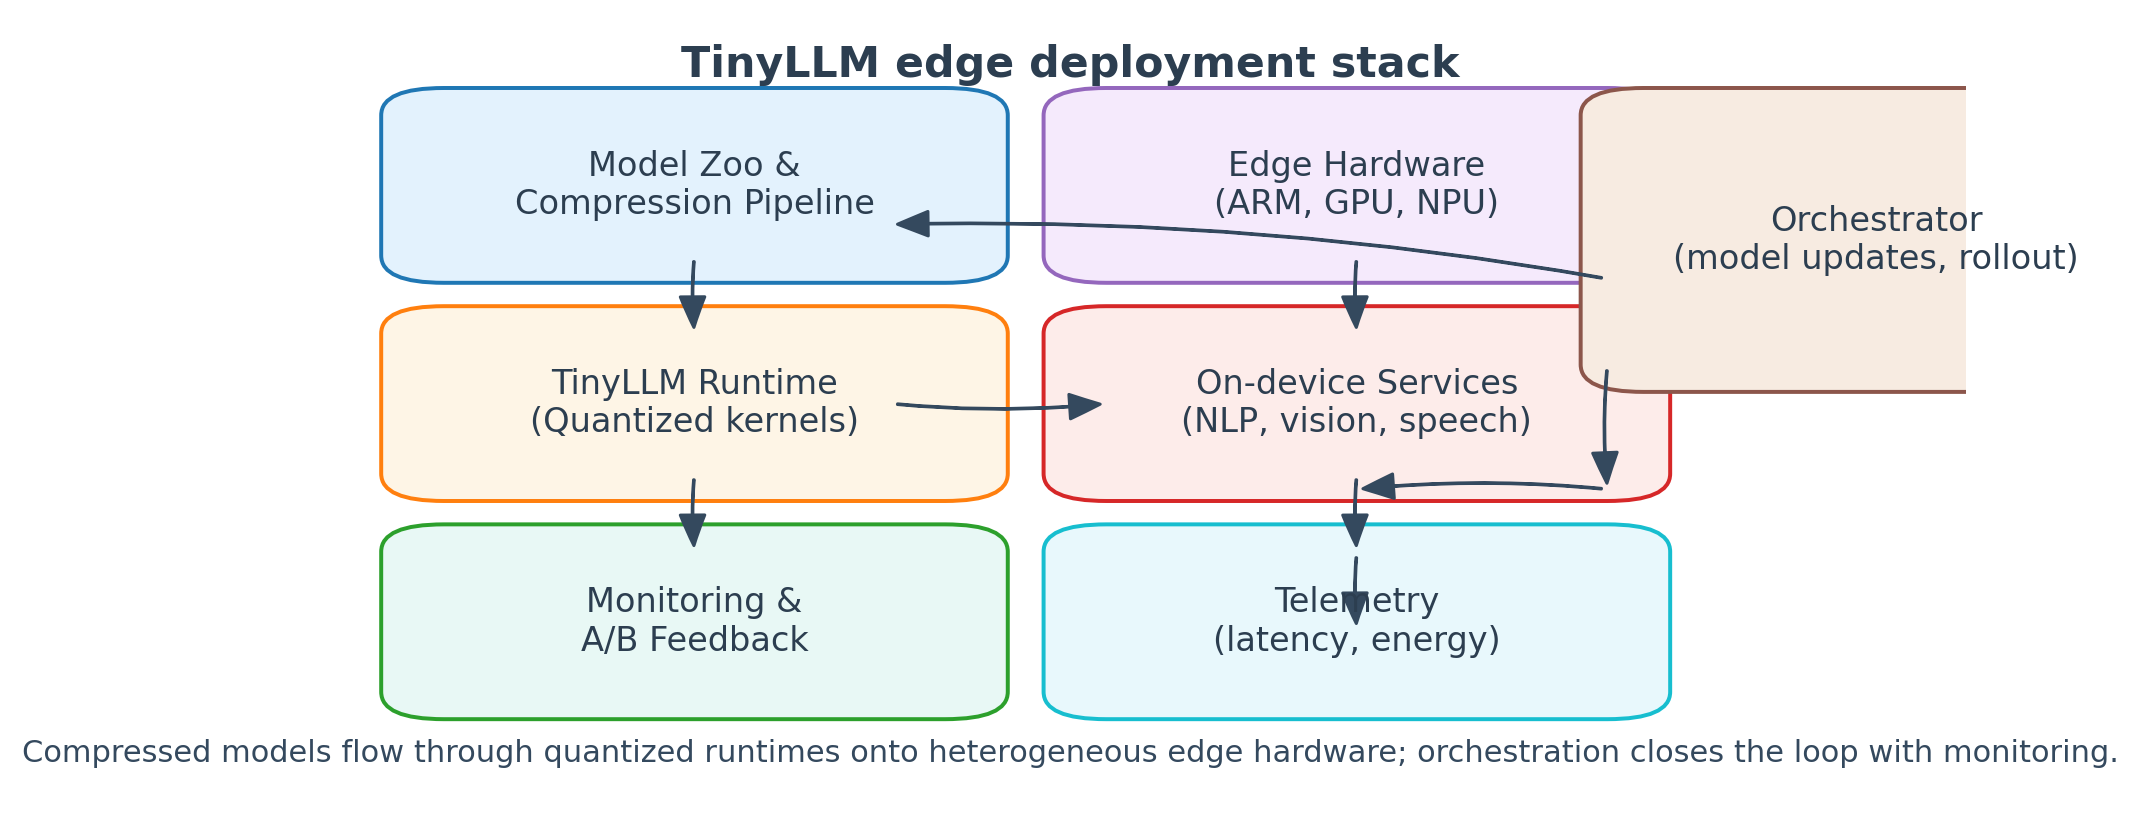 TinyLLM edge deployment stack
Model Zoo &
Compression Pipeline
Edge Hardware
(ARM, GPU, NPU)
Orchestrator
(model updates, rollout)
TinyLLM Runtime
(Quantized kernels)
On-device Services
(NLP, vision, speech)
Monitoring &
A/B Feedback
Telemetry
(latency, energy)
Compressed models flow through quantized runtimes onto heterogeneous edge hardware; orchestration closes the loop with monitoring.